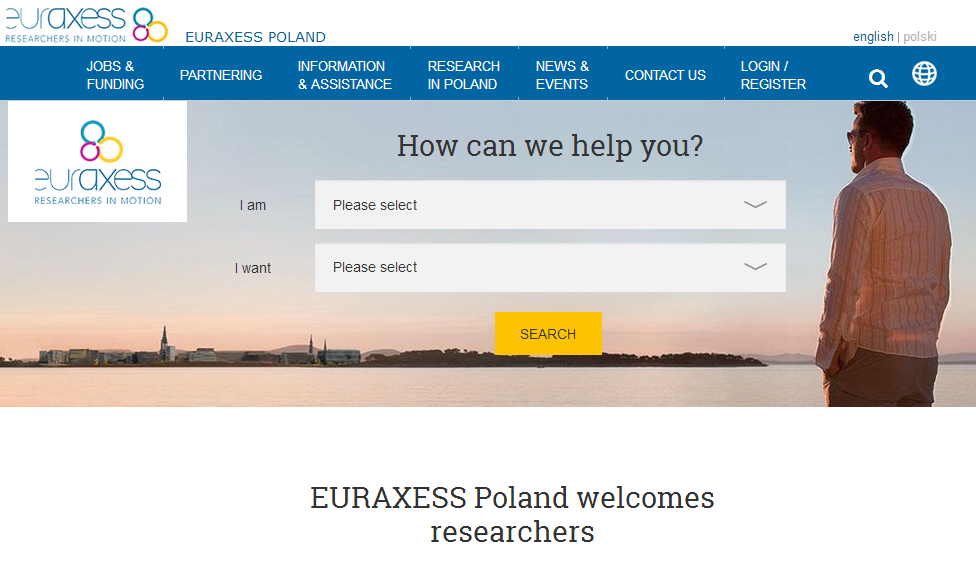 euraxess
RESEARCHERS IN MOTION
EURAXESS POLAND
english | polski
JOBS &
FUNDING
PARTNERING
INFORMATION
& ASSISTANCE
RESEARCH
IN POLAND
NEWS &
EVENTS
CONTACT US
LOGIN /
REGISTER
euraxess
RESEARCHERS IN MOTION
How can we help you?
I am
Please select
I want
Please select
SEARCH
EURAXESS Poland welcomes
researchers